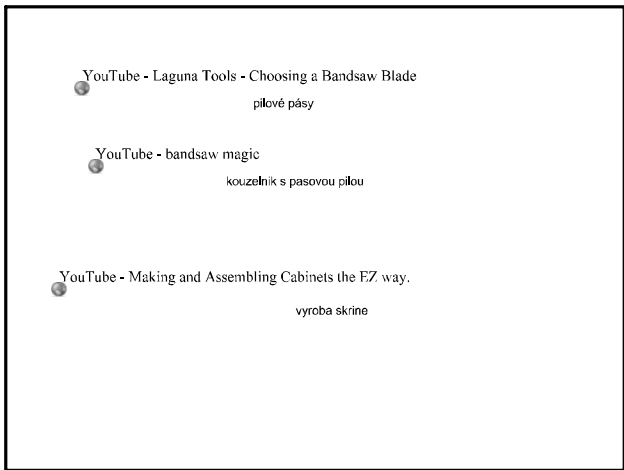 YouTube - Laguna Tools - Choosing a Bandsaw Blade
pilové pásy
YouTube - bandsaw magic
kouzelnik s pasovou pilou
YouTube - Making and Assembling Cabinets the EZ way.
vyroba skrine